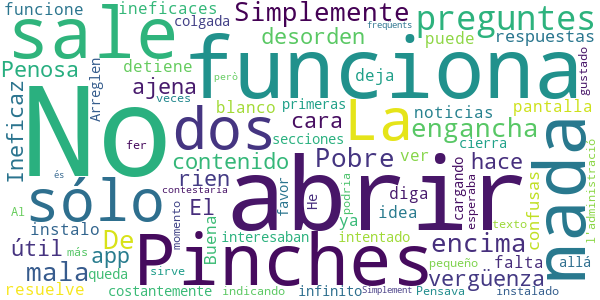 funcione
ineficaces
colgada
Simplemente
preguntes
sale
desorden
puede
respuestas
Penosa
Arreglen
detiene
funciona
ajena
deja
però
frequents
gustado
No
dos
La
noticias
pantalla
Ineficaz
veces
blanco
primeras
cara
engancha
cierra
secciones
fer
contenido
Pobre
ver
nada
confusas
l'administració
és
sólo
rien
contestaria
favor
He
diga
idea
hace
cargando
esperaba
texto
Al
instalo
El
Buena
abrir
podria
ya
intentado
De
útil
mala
app
momento
interesaban
Pinches
encima
falta
allá
más
queda
sirve
vergüenza
pequeño
resuelve
costantemente
indicando
infinito
Simplement
Pensava
instalado